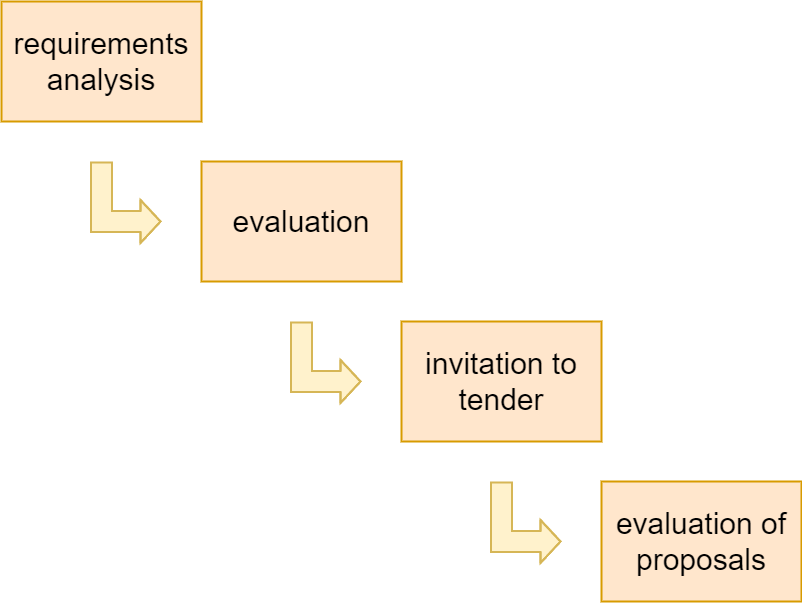 requirements
analysis
evaluation
invitation to
tender
evaluation of
proposals